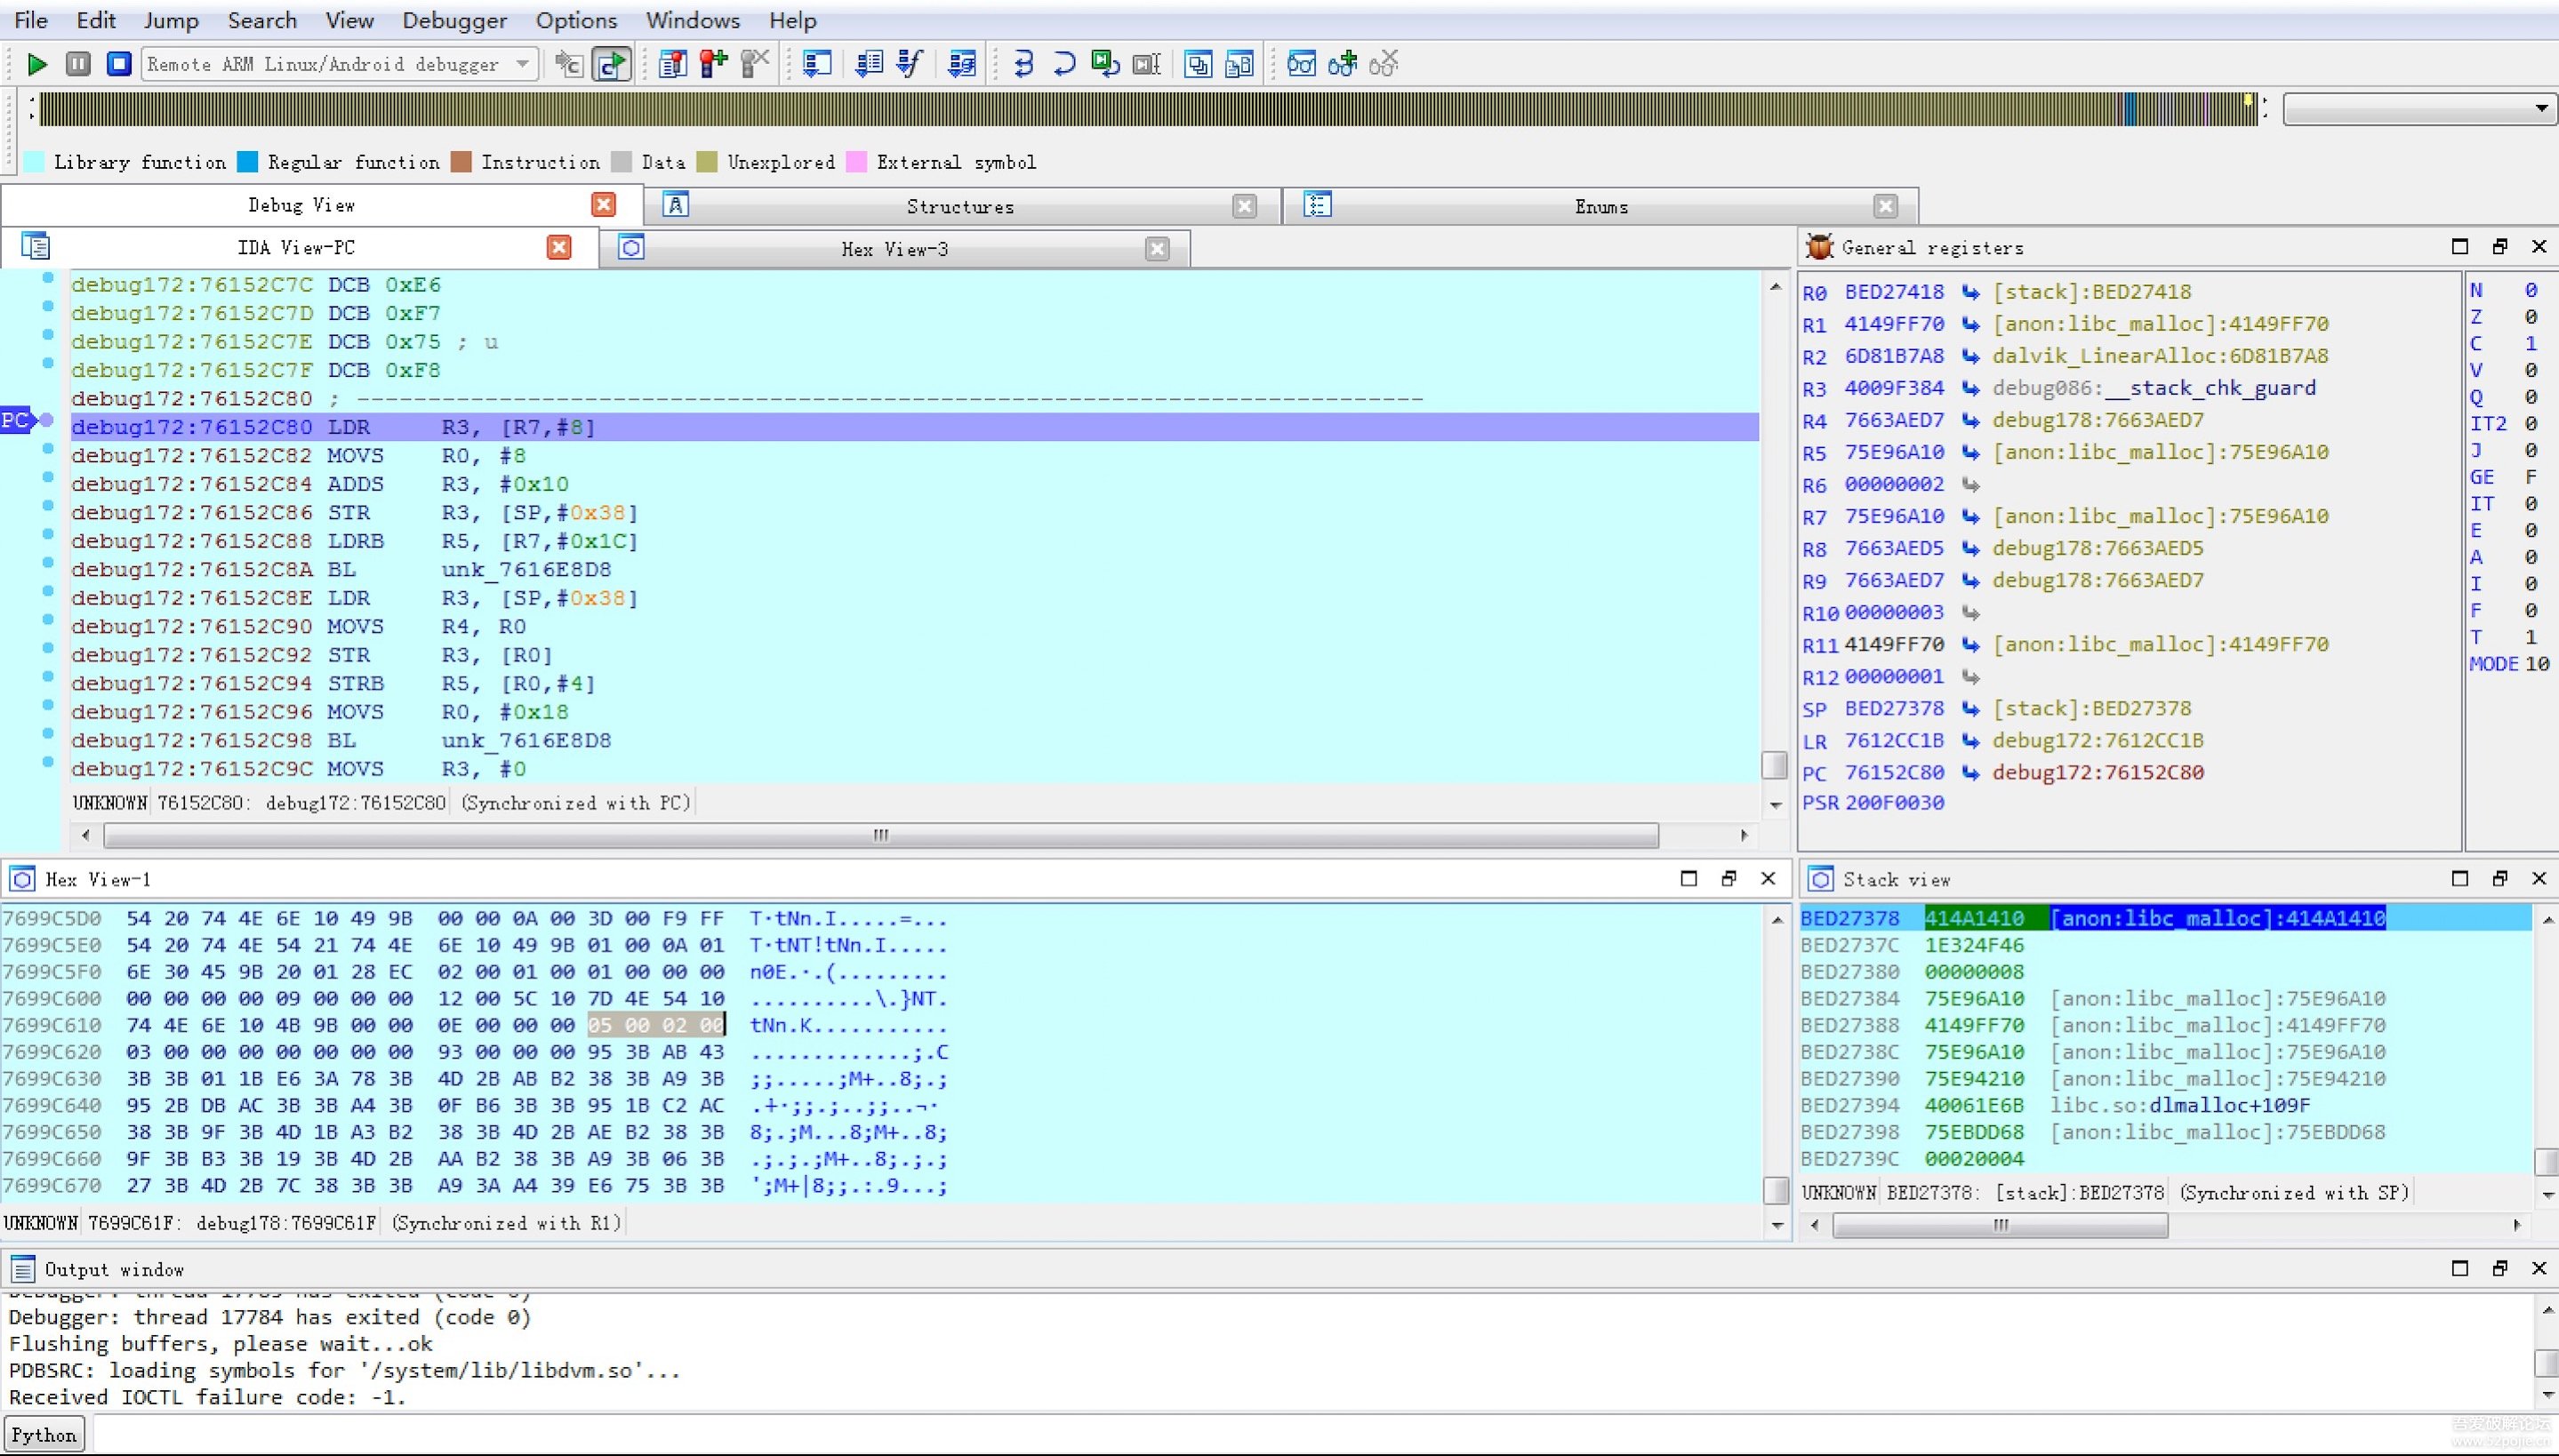 File Edit Jump Search View Debugger Options Windows Help
Remote ARM Linux/Android debugger
Library function Regular function Instruction Data Unexplored External symbol
Debug View Structures Enums
IDA View-PC Hex View-3
debug172:76152C7C DCB 0xE6
debug172:76152C7D DCB 0xF7
debug172:76152C7E DCB 0x75 ; u
debug172:76152C7F DCB 0xF8
debug172:76152C80 ; ---------------------------------------------------------------------------
PC
debug172:76152C80 LDR R3, [R7,#8]
debug172:76152C82 MOVS R0, #8
debug172:76152C84 ADDS R3, #0x10
debug172:76152C86 STR R3, [SP,#0x38]
debug172:76152C88 LDRB R5, [R7,#0x1C]
debug172:76152C8A BL unk_7616E8D8
debug172:76152C8E LDR R3, [SP,#0x38]
debug172:76152C90 MOVS R4, R0
debug172:76152C92 STR R3, [R0]
debug172:76152C94 STRB R5, [R0,#4]
debug172:76152C96 MOVS R0, #0x18
debug172:76152C98 BL unk_7616E8D8
debug172:76152C9C MOVS R3, #0
UNKNOWN 76152C80: debug172:76152C80 (Synchronized with PC)
General registers
R0 BED27418 [stack]:BED27418
R1 4149FF70 [anon:libc_malloc]:4149FF70
R2 6D81B7A8 dalvik_LinearAlloc:6D81B7A8
R3 4009F384 debug086:__stack_chk_guard
R4 7663AED7 debug178:7663AED7
R5 75E96A10 [anon:libc_malloc]:75E96A10
R6 00000002
R7 75E96A10 [anon:libc_malloc]:75E96A10
R8 7663AED5 debug178:7663AED5
R9 7663AED7 debug178:7663AED7
R10 00000003
R11 4149FF70 [anon:libc_malloc]:4149FF70
R12 00000001
SP BED27378 [stack]:BED27378
LR 7612CC1B debug172:7612CC1B
PC 76152C80 debug172:76152C80
PSR 200F0030
N 0
Z 0
C 1
V 0
Q 0
IT2 0
J 0
GE F
IT 0
E 0
A 0
I 0
F 0
T 1
MODE 10
Hex View-1
7699C5D0 54 20 74 4E 6E 10 49 9B 00 00 0A 00 3D 00 F9 FF T·tNn.I.....=...
7699C5E0 54 20 74 4E 54 21 74 4E 6E 10 49 9B 01 00 0A 01 T·tNT!tNn.I.....
7699C5F0 6E 30 45 9B 20 01 28 EC 02 00 01 00 01 00 00 00 n0E.·.(.........
7699C600 00 00 00 00 09 00 00 00 12 00 5C 10 7D 4E 54 10 ..........\.}NT.
7699C610 74 4E 6E 10 4B 9B 00 00 0E 00 00 00 05 00 02 00 tNn.K...........
7699C620 03 00 00 00 00 00 00 00 93 00 00 00 95 3B AB 43 .............;.C
7699C630 3B 3B 01 1B E6 3A 78 3B 4D 2B AB B2 38 3B A9 3B ;;.....;M+..8;.;
7699C640 95 2B DB AC 3B 3B A4 3B 0F B6 3B 3B 95 1B C2 AC .+·;;.;..;;..¬·
7699C650 38 3B 9F 3B 4D 1B A3 B2 38 3B 4D 2B AE B2 38 3B 8;.;M...8;M+..8;
7699C660 9F 3B B3 3B 19 3B 4D 2B AA B2 38 3B A9 3B 06 3B .;.;.;M+..8;.;.;
7699C670 27 3B 4D 2B 7C 38 3B 3B A9 3A A4 39 E6 75 3B 3B ';M+|8;;.:.9...;
UNKNOWN 7699C61F: debug178:7699C61F (Synchronized with R1)
Stack view
BED27378 414A1410 [anon:libc_malloc]:414A1410
BED2737C 1E324F46
BED27380 00000008
BED27384 75E96A10 [anon:libc_malloc]:75E96A10
BED27388 4149FF70 [anon:libc_malloc]:4149FF70
BED2738C 75E96A10 [anon:libc_malloc]:75E96A10
BED27390 75E94210 [anon:libc_malloc]:75E94210
BED27394 40061E6B libc.so:dlmalloc+109F
BED27398 75EBDD68 [anon:libc_malloc]:75EBDD68
BED2739C 00020004
UNKNOWN BED27378: [stack]:BED27378 (Synchronized with SP)
Output window
Debugger: thread 17784 has exited (code 0)
Flushing buffers, please wait...ok
PDBSRC: loading symbols for '/system/lib/libdvm.so'...
Received IOCTL failure code: -1.
Python
吾爱破解论坛
www.52pojie.cn